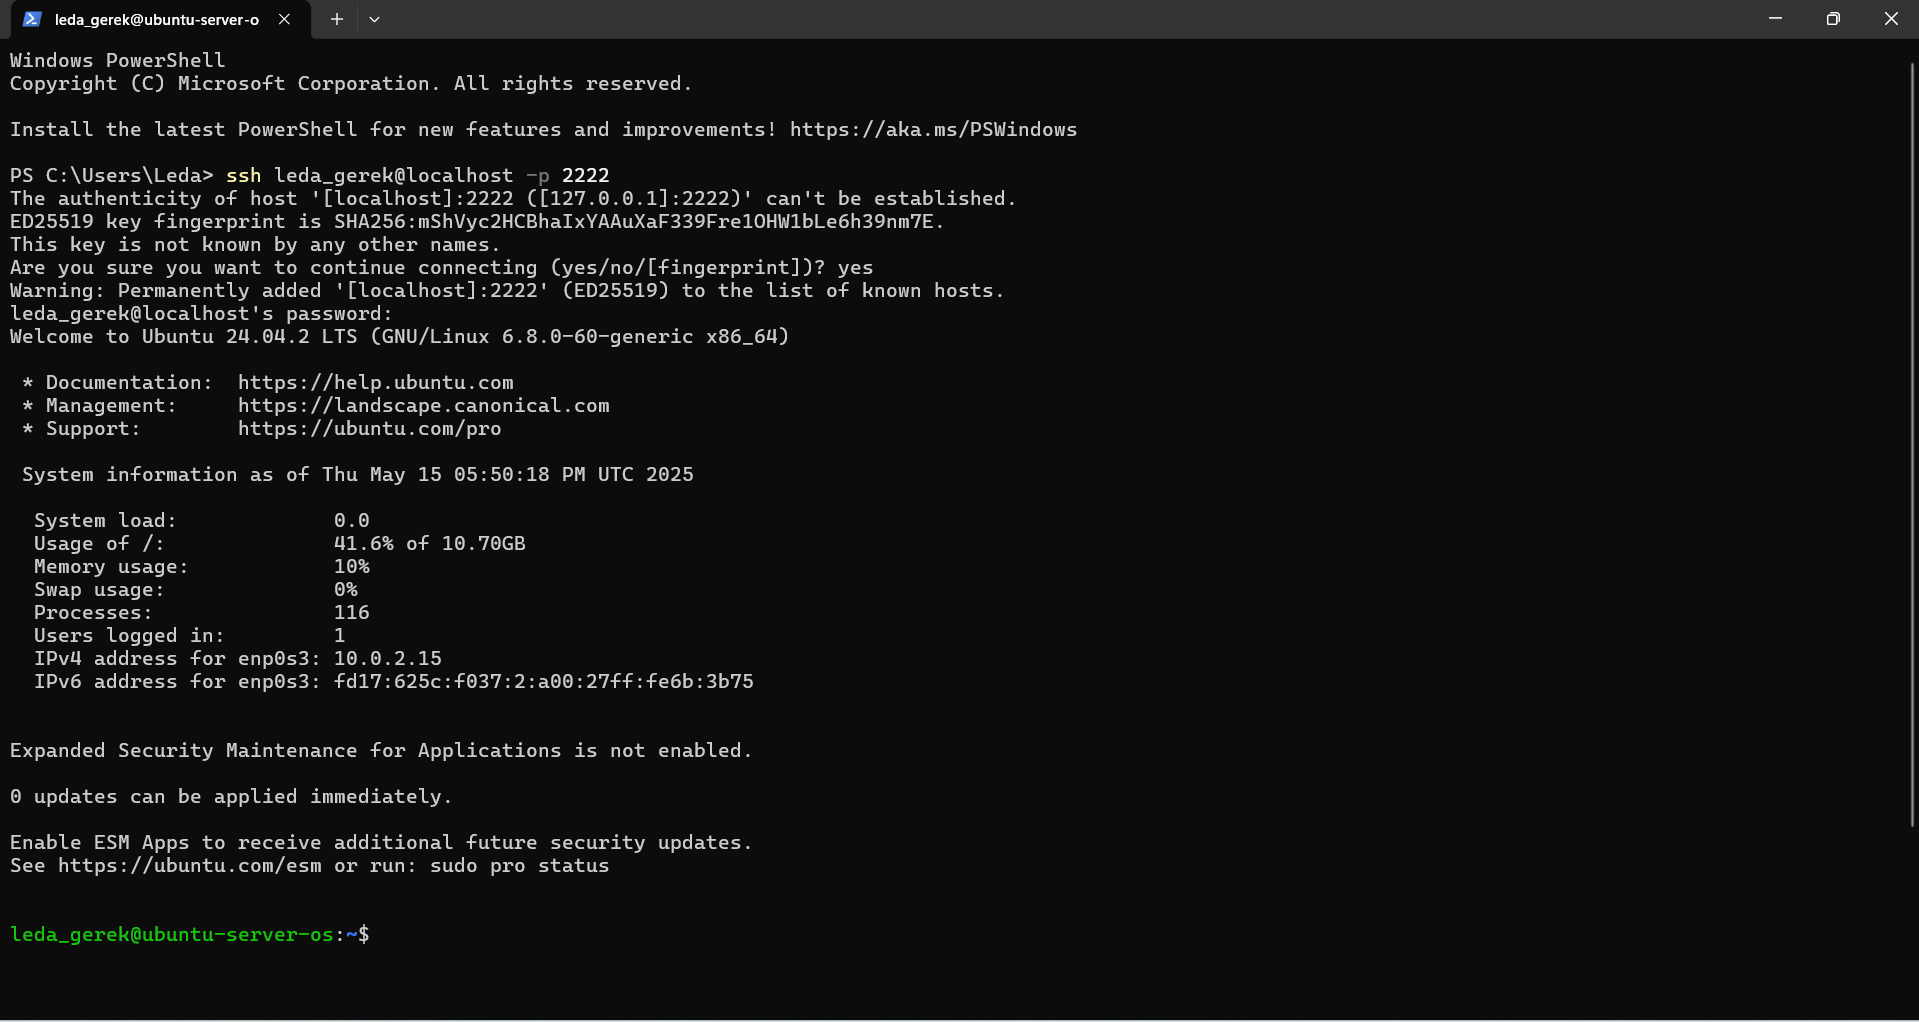 leda_gerek@ubuntu-server-o
Windows PowerShell
Copyright (C) Microsoft Corporation. All rights reserved.
Install the latest PowerShell for new features and improvements! https://aka.ms/PSWindows
PS C:\Users\Leda> ssh leda_gerek@localhost -p 2222
The authenticity of host '[localhost]:2222 ([127.0.0.1]:2222)' can't be established.
ED25519 key fingerprint is SHA256:mShVyc2HCBhaIxYAAuXaF339Fre1OHW1bLe6h39nm7E.
This key is not known by any other names.
Are you sure you want to continue connecting (yes/no/[fingerprint])? yes
Warning: Permanently added '[localhost]:2222' (ED25519) to the list of known hosts.
leda_gerek@localhost's password:
Welcome to Ubuntu 24.04.2 LTS (GNU/Linux 6.8.0-60-generic x86_64)
* Documentation:  https://help.ubuntu.com
* Management:     https://landscape.canonical.com
* Support:        https://ubuntu.com/pro
System information as of Thu May 15 05:50:18 PM UTC 2025
System load:             0.0
Usage of /:              41.6% of 10.70GB
Memory usage:            10%
Swap usage:              0%
Processes:               116
Users logged in:         1
IPv4 address for enp0s3: 10.0.2.15
IPv6 address for enp0s3: fd17:625c:f037:2:a00:27ff:fe6b:3b75
Expanded Security Maintenance for Applications is not enabled.
0 updates can be applied immediately.
Enable ESM Apps to receive additional future security updates.
See https://ubuntu.com/esm or run: sudo pro status
leda_gerek@ubuntu-server-os:~$